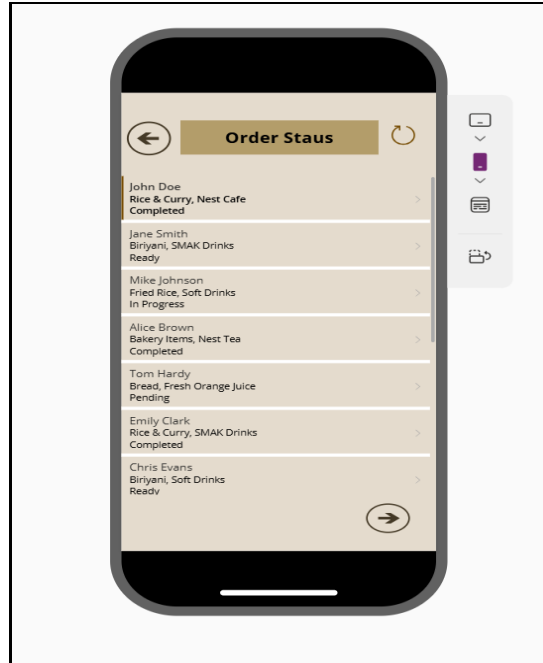 Order Staus
John Doe
Rice & Curry, Nest Cafe
Completed
Jane Smith
Biriyani, SMAK Drinks
Ready
Mike Johnson
Fried Rice, Soft Drinks
In Progress
Alice Brown
Bakery Items, Nest Tea
Completed
Tom Hardy
Bread, Fresh Orange Juice
Pending
Emily Clark
Rice & Curry, SMAK Drinks
Completed
Chris Evans
Biriyani, Soft Drinks
Ready